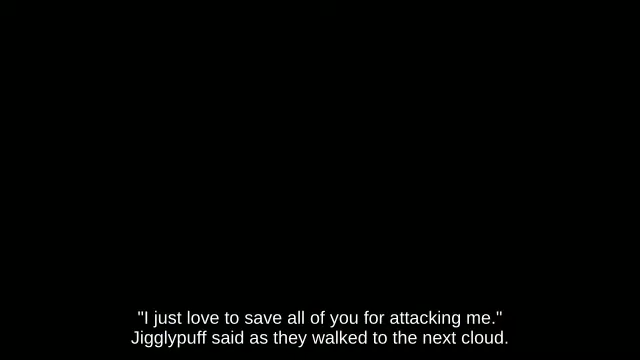 "I just love to save all of you for attacking me."
Jigglypuff said as they walked to the next cloud.